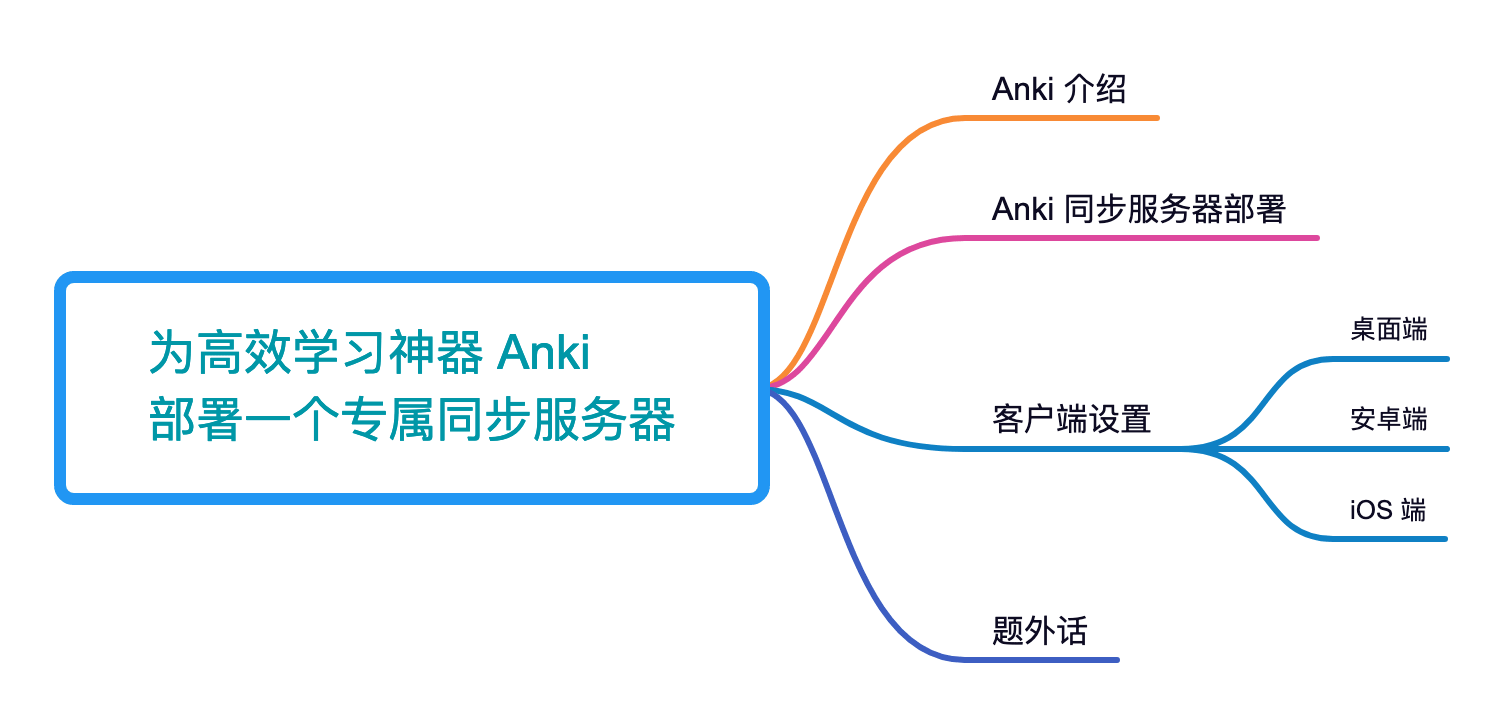 为高效学习神器 Anki
部署一个专属同步服务器
Anki 介绍
Anki 同步服务器部署
客户端设置
桌面端
安卓端
iOS 端
题外话